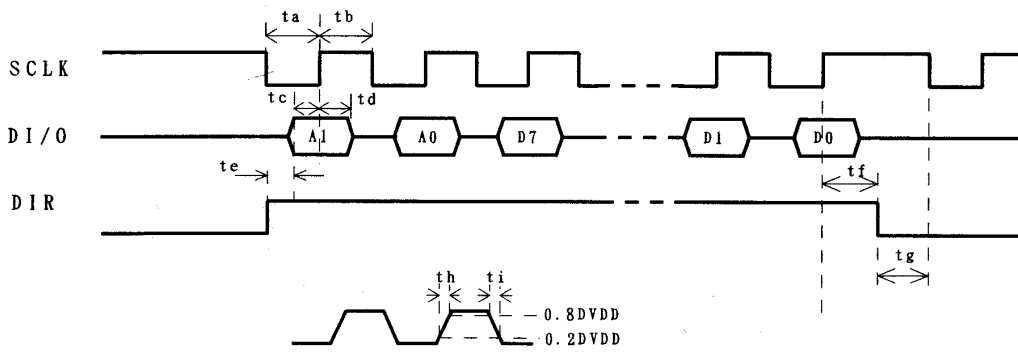 ta tb
SCLK
tc td
DI/O A1 A0 D7 D1 D0
te tf
DIR
tg
th ti
0.8DVDD
0.2DVDD